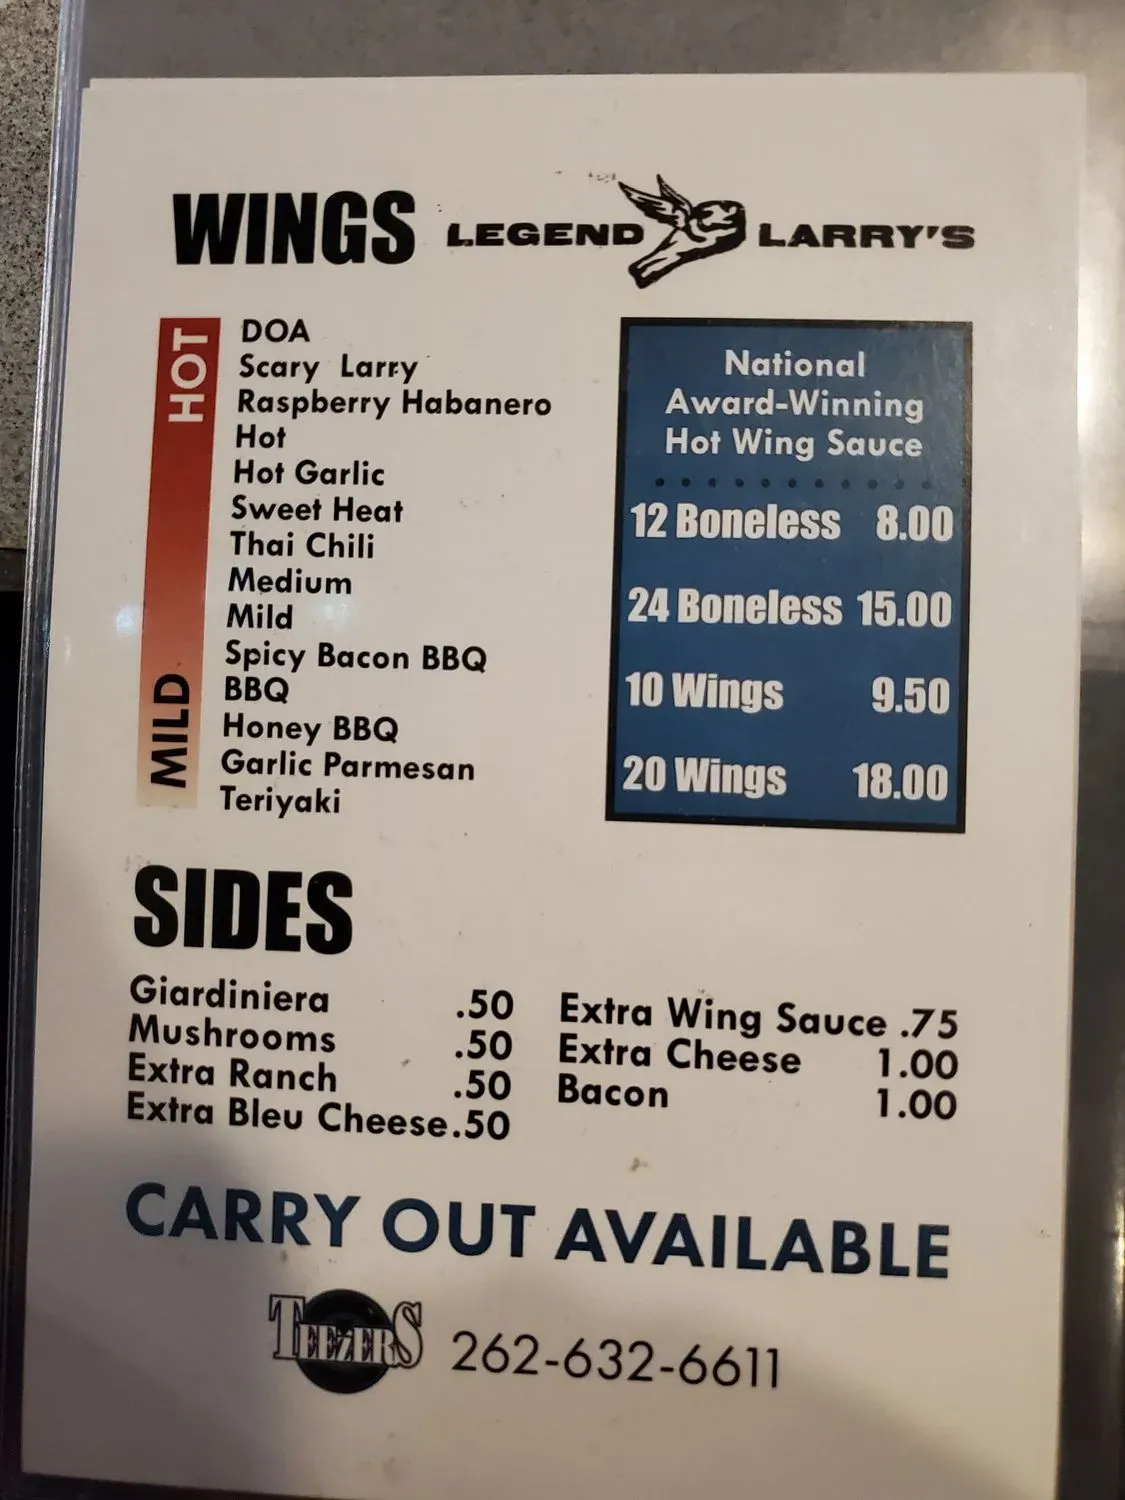 WINGS LEGEND LARRY'S
HOT
MILD
DOA
Scary Larry
Raspberry Habanero
Hot
Hot Garlic
Sweet Heat
Thai Chili
Medium
Mild
Spicy Bacon BBQ
BBQ
Honey BBQ
Garlic Parmesan
Teriyaki
National
Award-Winning
Hot Wing Sauce
12 Boneless 8.00
24 Boneless 15.00
10 Wings 9.50
20 Wings 18.00
SIDES
Giardiniera .50
Mushrooms .50
Extra Ranch .50
Extra Bleu Cheese .50
Extra Wing Sauce .75
Extra Cheese 1.00
Bacon 1.00
CARRY OUT AVAILABLE
TEEZERS 262-632-6611